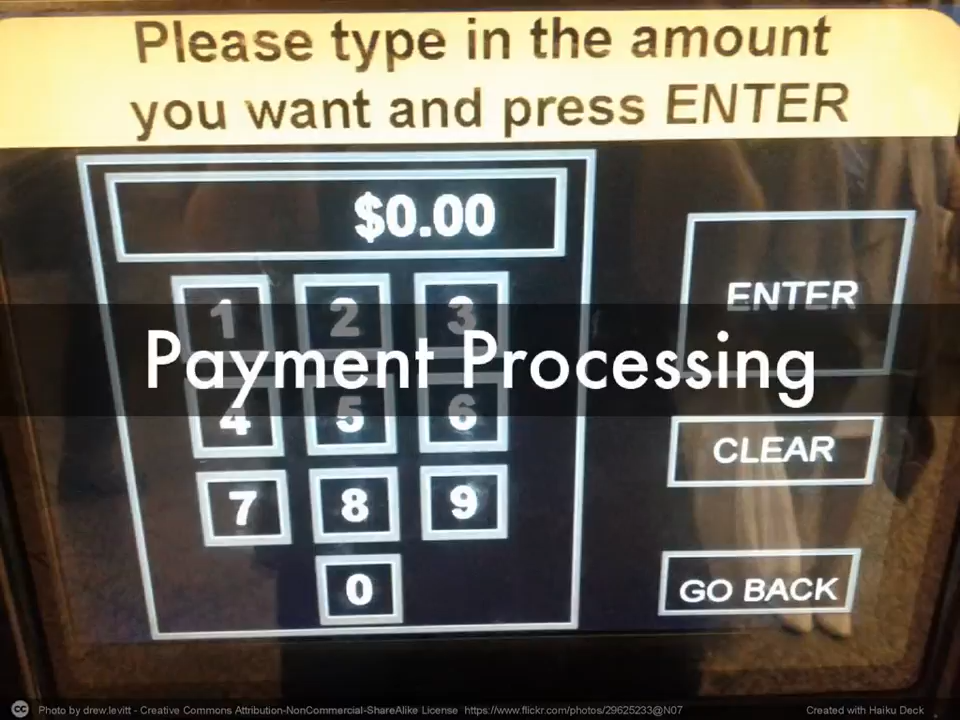 Please type in the amount
you want and press ENTER
$0.00
1 2 3
ENTER
Payment Processing
4 5 6
CLEAR
7 8 9
0
GO BACK
cc Photo by drew.levitt - Creative Commons Attribution-NonCommercial-ShareAlike License https://www.flickr.com/photos/29625233@N07 Created with Haiku Deck